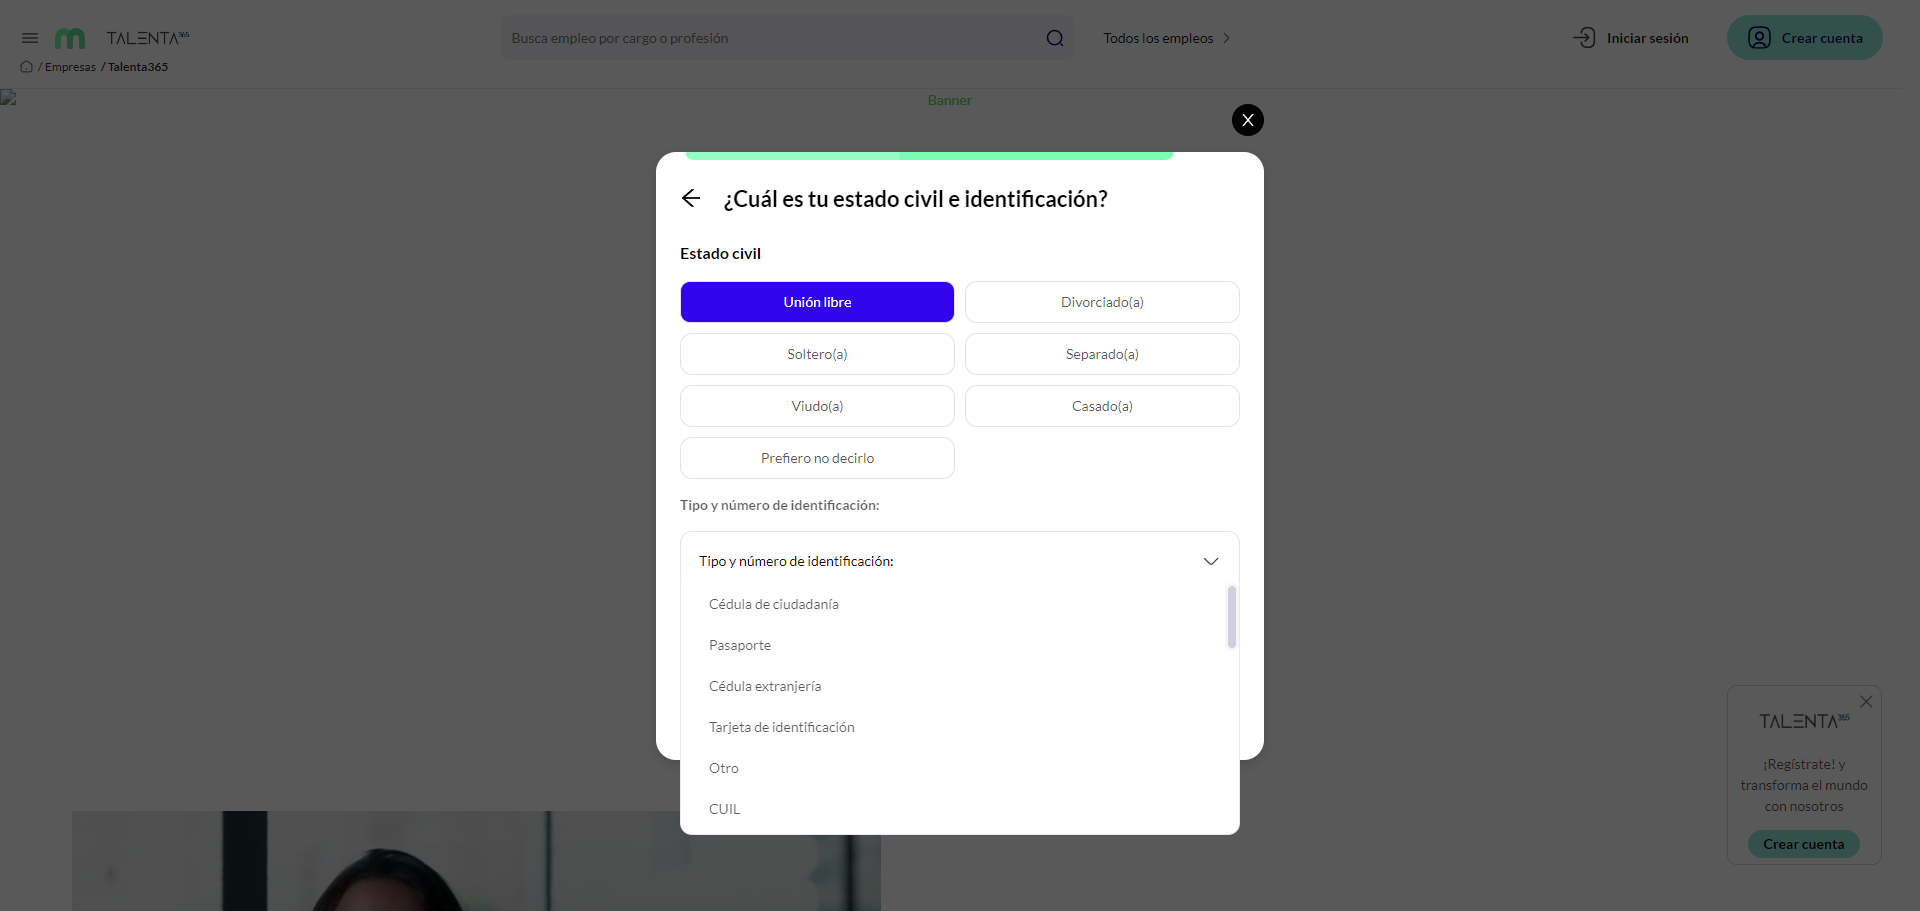 TALENTA365
Busca empleo por cargo o profesión
Todos los empleos
Iniciar sesión
Crear cuenta
/ Empresas / Talenta365
Banner
X
¿Cuál es tu estado civil e identificación?
Estado civil
Unión libre
Divorciado(a)
Soltero(a)
Separado(a)
Viudo(a)
Casado(a)
Prefiero no decirlo
Tipo y número de identificación:
Tipo y número de identificación:
Cédula de ciudadanía
Pasaporte
Cédula extranjería
Tarjeta de identificación
Otro
CUIL
TALENTA365
¡Regístrate! y
transforma el mundo
con nosotros
Crear cuenta